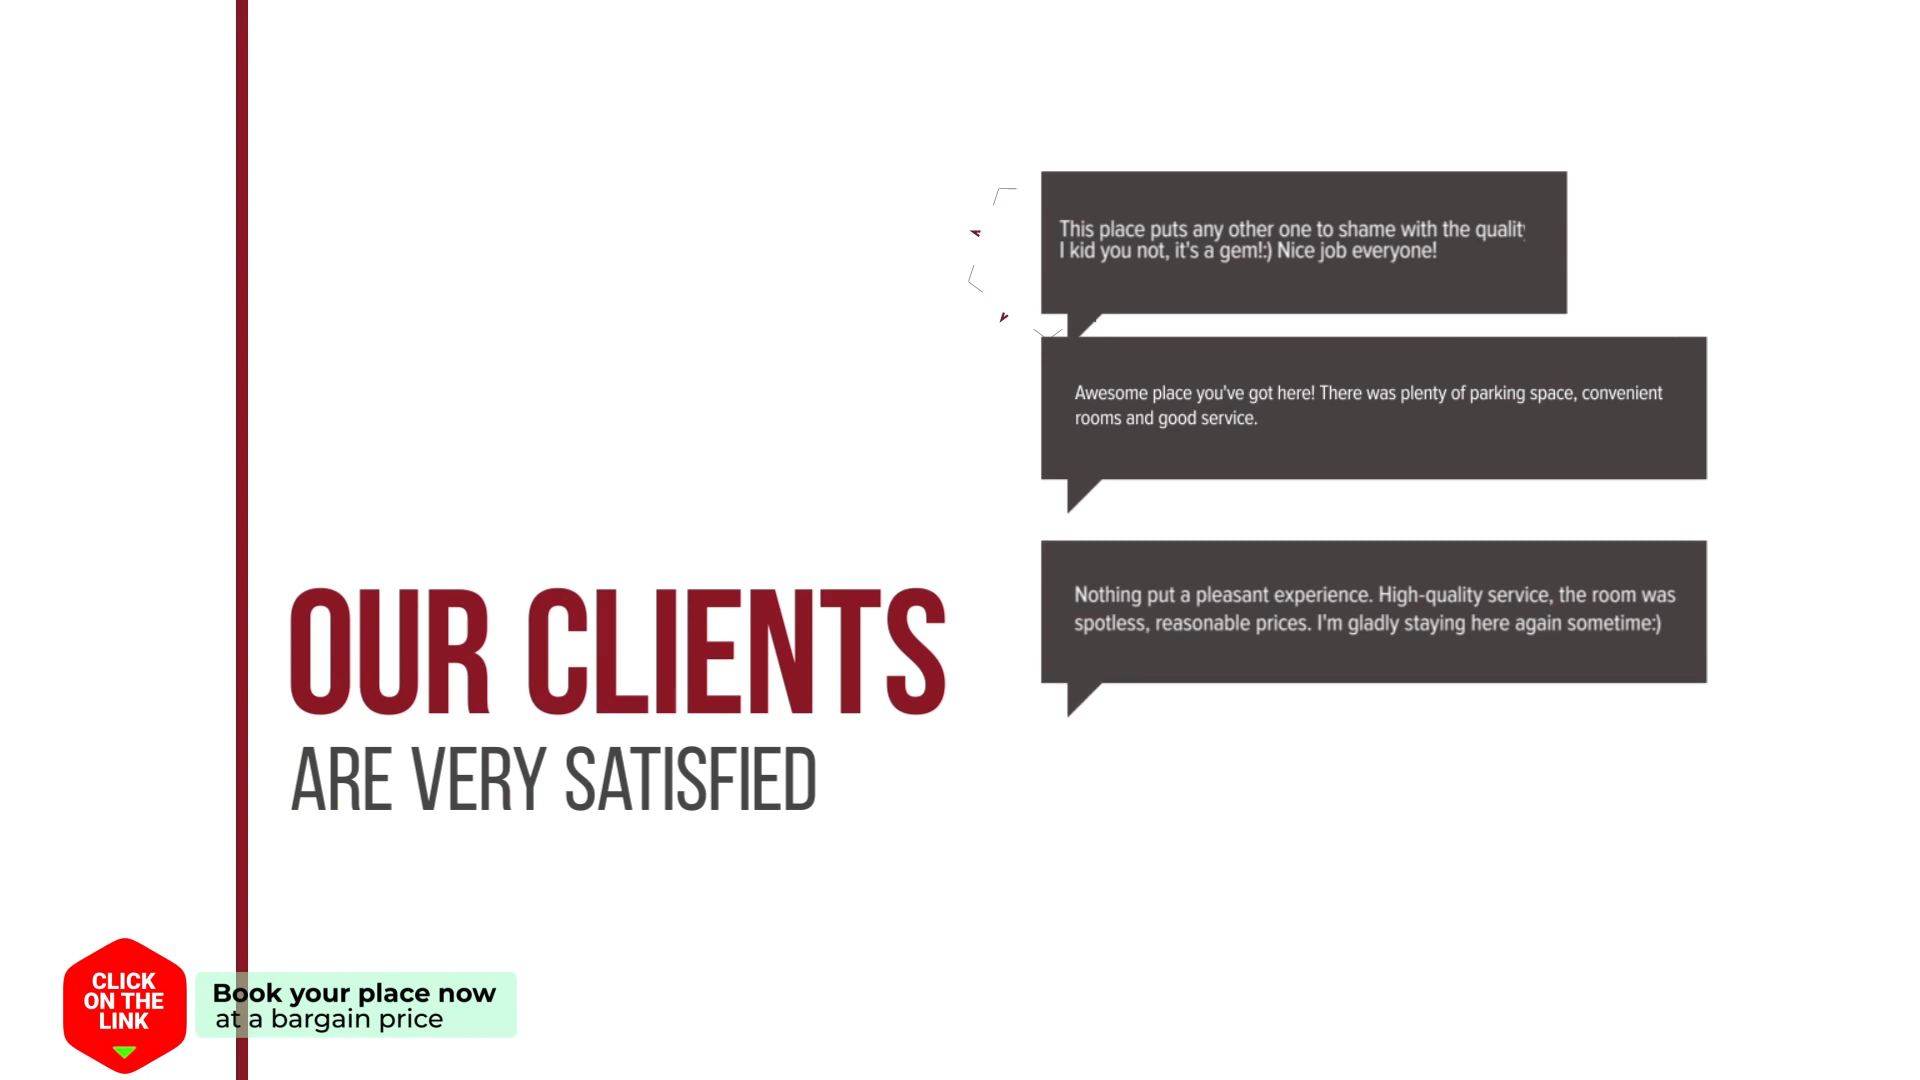 This place puts any other one to shame with the quality
I kid you not, it's a gem!:) Nice job everyone!
Awesome place you've got here! There was plenty of parking space, convenient
rooms and good service.
Nothing put a pleasant experience. High-quality service, the room was
spotless, reasonable prices. I'm gladly staying here again sometime:)
OUR CLIENTS
ARE VERY SATISFIED
CLICK
ON THE
LINK
Book your place now
at a bargain price